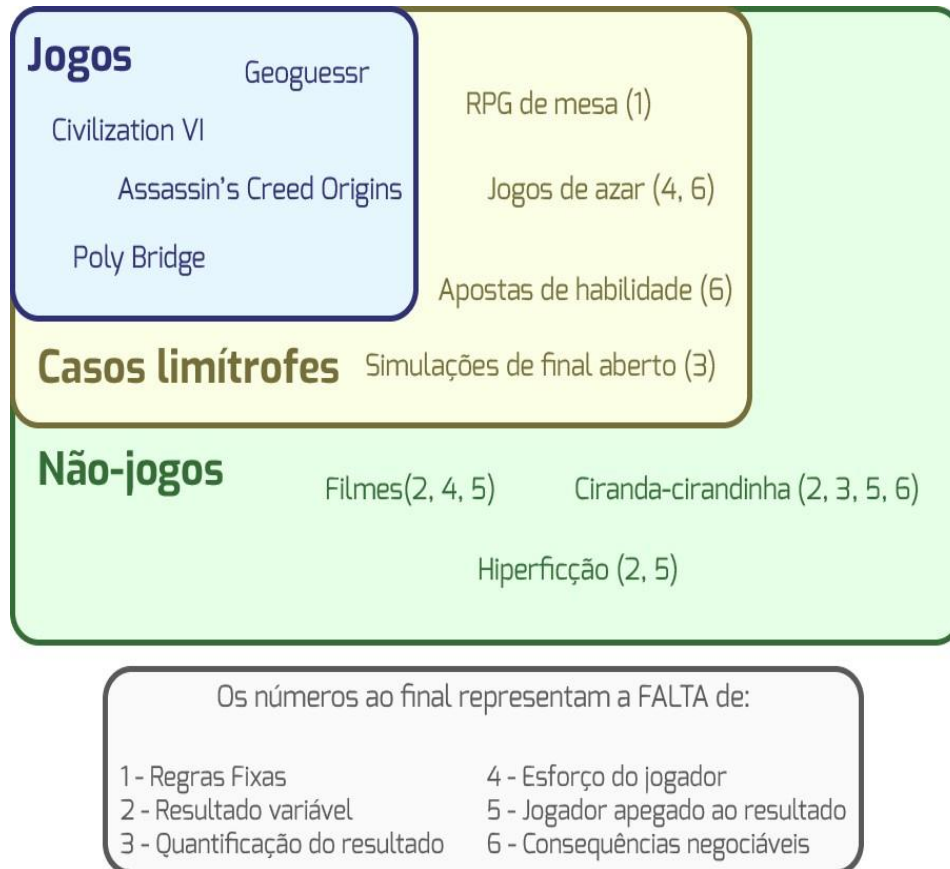 Jogos
Geoguessr
Civilization VI
Assassin's Creed Origins
Poly Bridge
RPG de mesa (1)
Jogos de azar (4, 6)
Apostas de habilidade (6)
Casos limítrofes
Simulações de final aberto (3)
Não-jogos
Filmes(2, 4, 5)
Ciranda-cirandinha (2, 3, 5, 6)
Hiperficção (2, 5)
Os números ao final representam a FALTA de:
1 - Regras Fixas
2 - Resultado variável
3 - Quantificação do resultado
4 - Esforço do jogador
5 - Jogador apegado ao resultado
6 - Consequências negociáveis